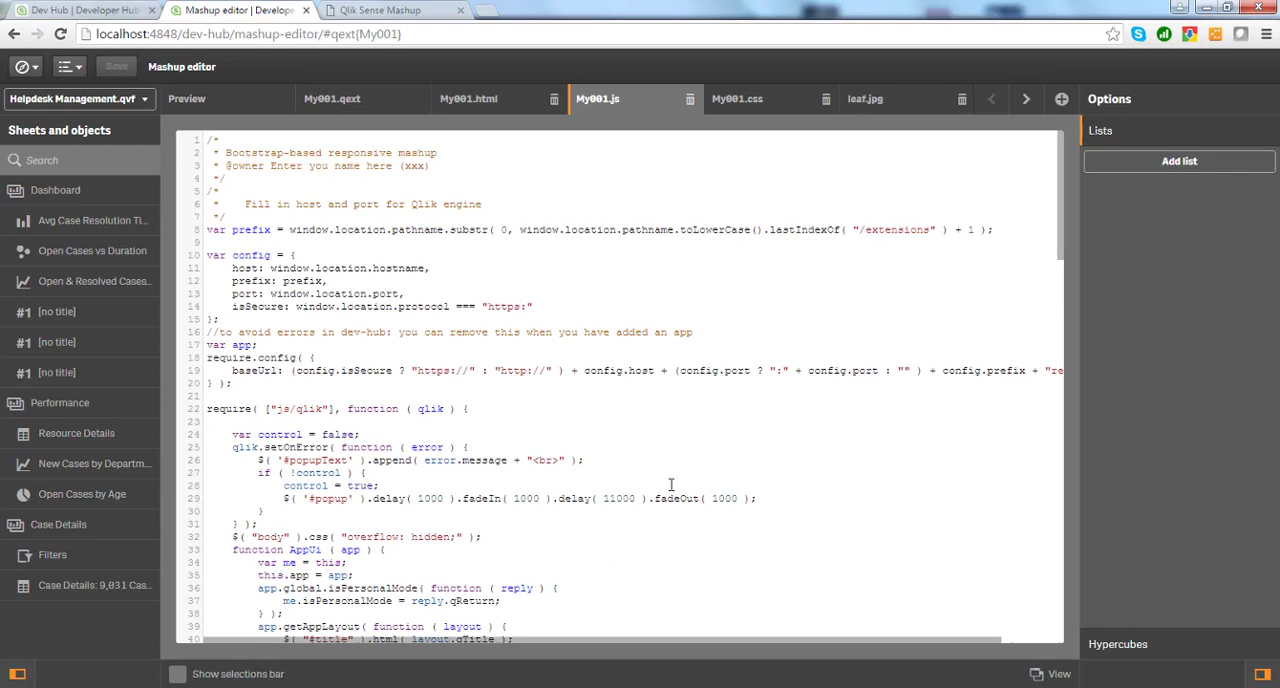 Dev Hub | Developer Hub
Mashup editor | Develope
Qlik Sense Mashup
localhost:4848/dev-hub/mashup-editor/#qext{My001}
Save
Mashup editor
Helpdesk Management.qvf
Preview
My001.qext
My001.html
My001.js
My001.css
leaf.jpg
Options
Sheets and objects
Search
Dashboard
Avg Case Resolution Ti...
Open Cases vs Duration
Open & Resolved Cases...
#1 [no title]
#1 [no title]
#1 [no title]
Performance
Resource Details
New Cases by Departm...
Open Cases by Age
Case Details
Filters
Case Details: 9,031 Cas...
1 /*
2 * Bootstrap-based responsive mashup
3 * @owner Enter you name here (xxx)
4 */
5 /*
6 * Fill in host and port for Qlik engine
7 */
8 var prefix = window.location.pathname.substr( 0, window.location.pathname.toLowerCase().lastIndexOf( "/extensions" ) + 1 );
9
10 var config = {
11 host: window.location.hostname,
12 prefix: prefix,
13 port: window.location.port,
14 isSecure: window.location.protocol === "https:"
15 };
16 //to avoid errors in dev-hub: you can remove this when you have added an app
17 var app;
18 require.config( {
19 baseUrl: (config.isSecure ? "https://" : "http://" ) + config.host + (config.port ? ":" + config.port : "" ) + config.prefix + "re
20 } );
21
22 require( ["js/qlik"], function ( qlik ) {
23
24 var control = false;
25 qlik.setOnError( function ( error ) {
26 $( '#popupText' ).append( error.message + "<br>" );
27 if ( !control ) {
28 control = true;
29 $( '#popup' ).delay( 1000 ).fadeIn( 1000 ).delay( 11000 ).fadeOut( 1000 );
30 }
31 } );
32 $( "body" ).css( "overflow: hidden;" );
33 function AppUi ( app ) {
34 var me = this;
35 this.app = app;
36 app.global.isPersonalMode( function ( reply ) {
37 me.isPersonalMode = reply.qReturn;
38 } );
39 app.getAppLayout( function ( layout ) {
40 $( "#title" ).html( layout.qTitle );
Lists
Add list
Hypercubes
Show selections bar
View